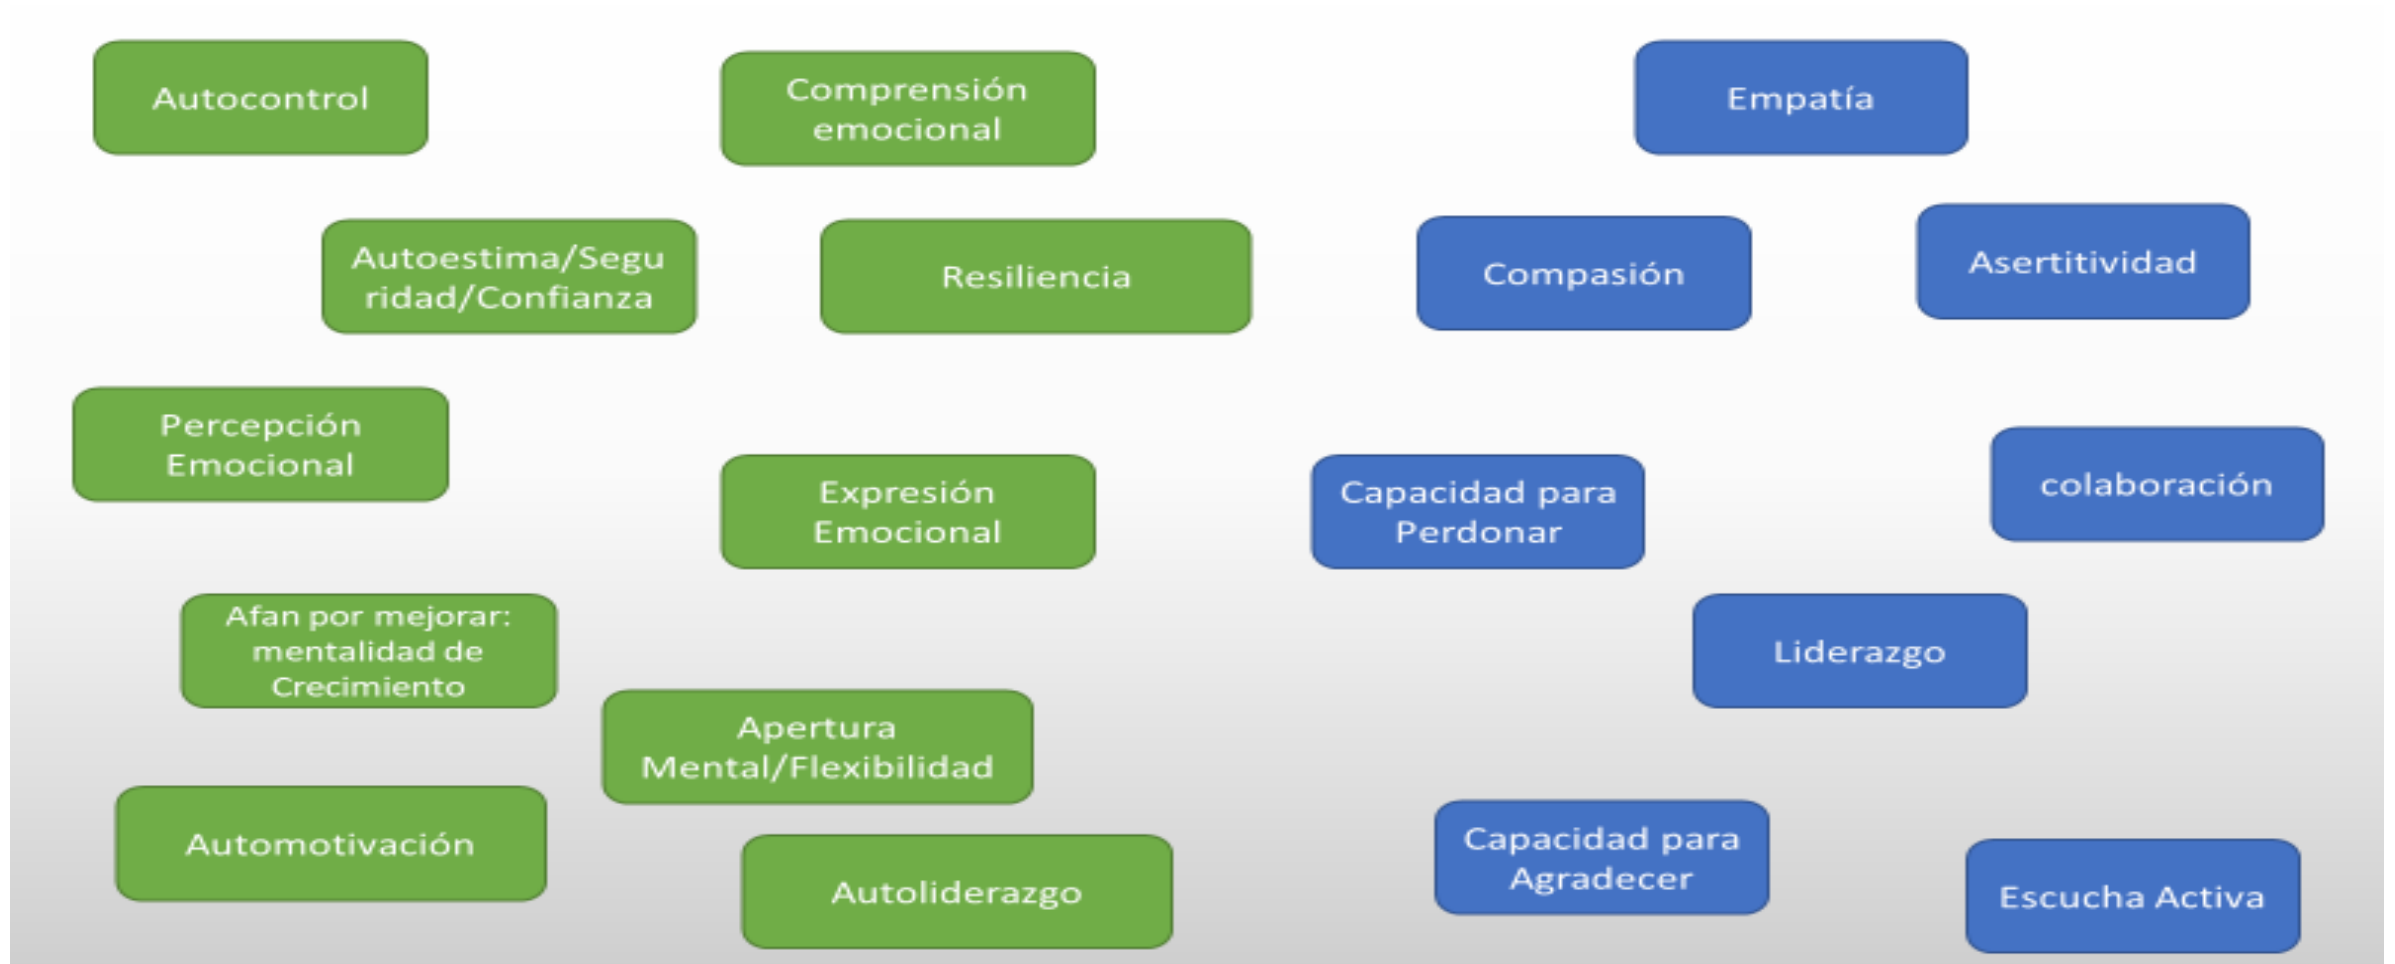 Autocontrol
Comprensión
emocional
Empatía
Autoestima/Segu
ridad/Confianza
Resiliencia
Compasión
Asertitividad
Percepción
Emocional
Expresión
Emocional
Capacidad para
Perdonar
colaboración
Afan por mejorar:
mentalidad de
Crecimiento
Liderazgo
Apertura
Mental/Flexibilidad
Automotivación
Autoliderazgo
Capacidad para
Agradecer
Escucha Activa